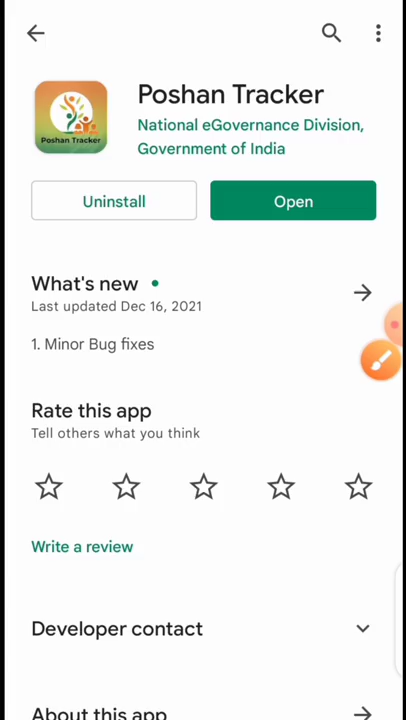 Poshan Tracker
Poshan Tracker
National eGovernance Division,
Government of India
Uninstall
Open
What's new
Last updated Dec 16, 2021
1. Minor Bug fixes
Rate this app
Tell others what you think
Write a review
Developer contact
About this app